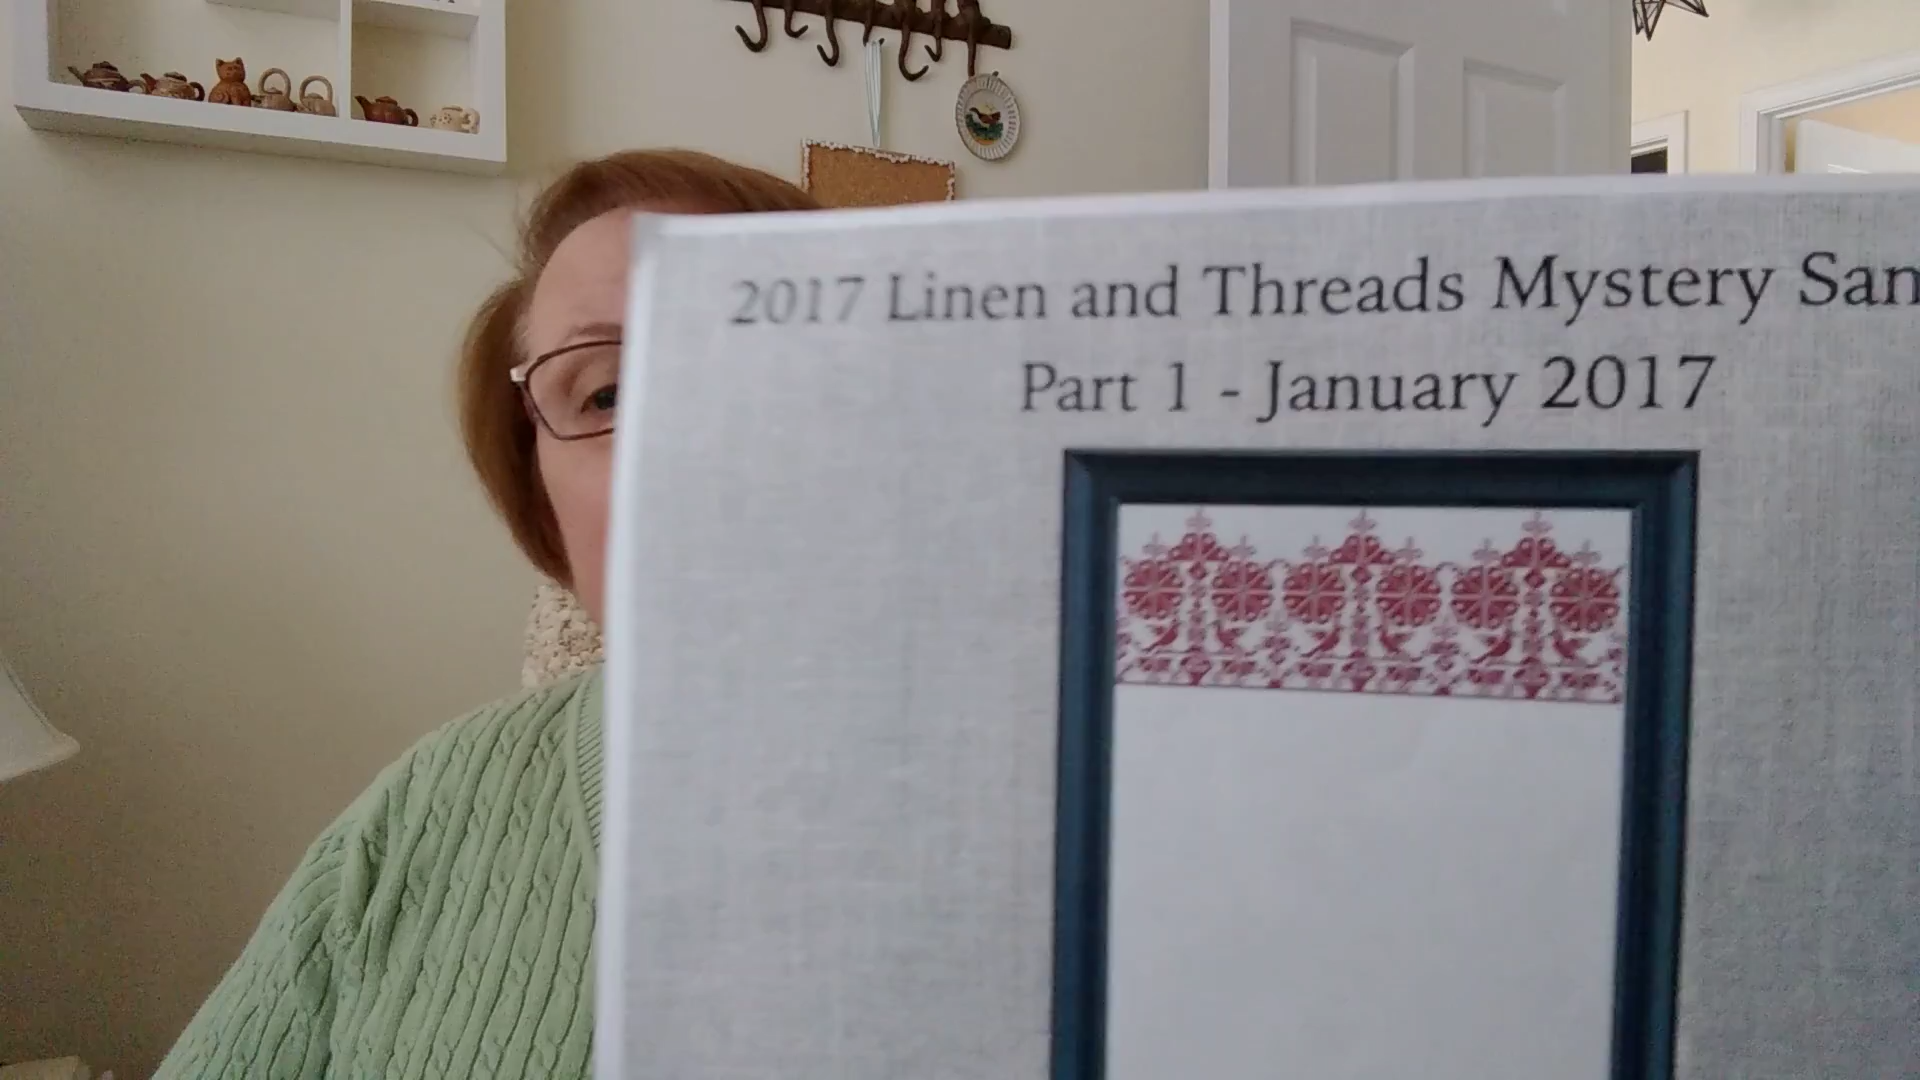 2017 Linen and Threads Mystery San
Part 1 - January 2017